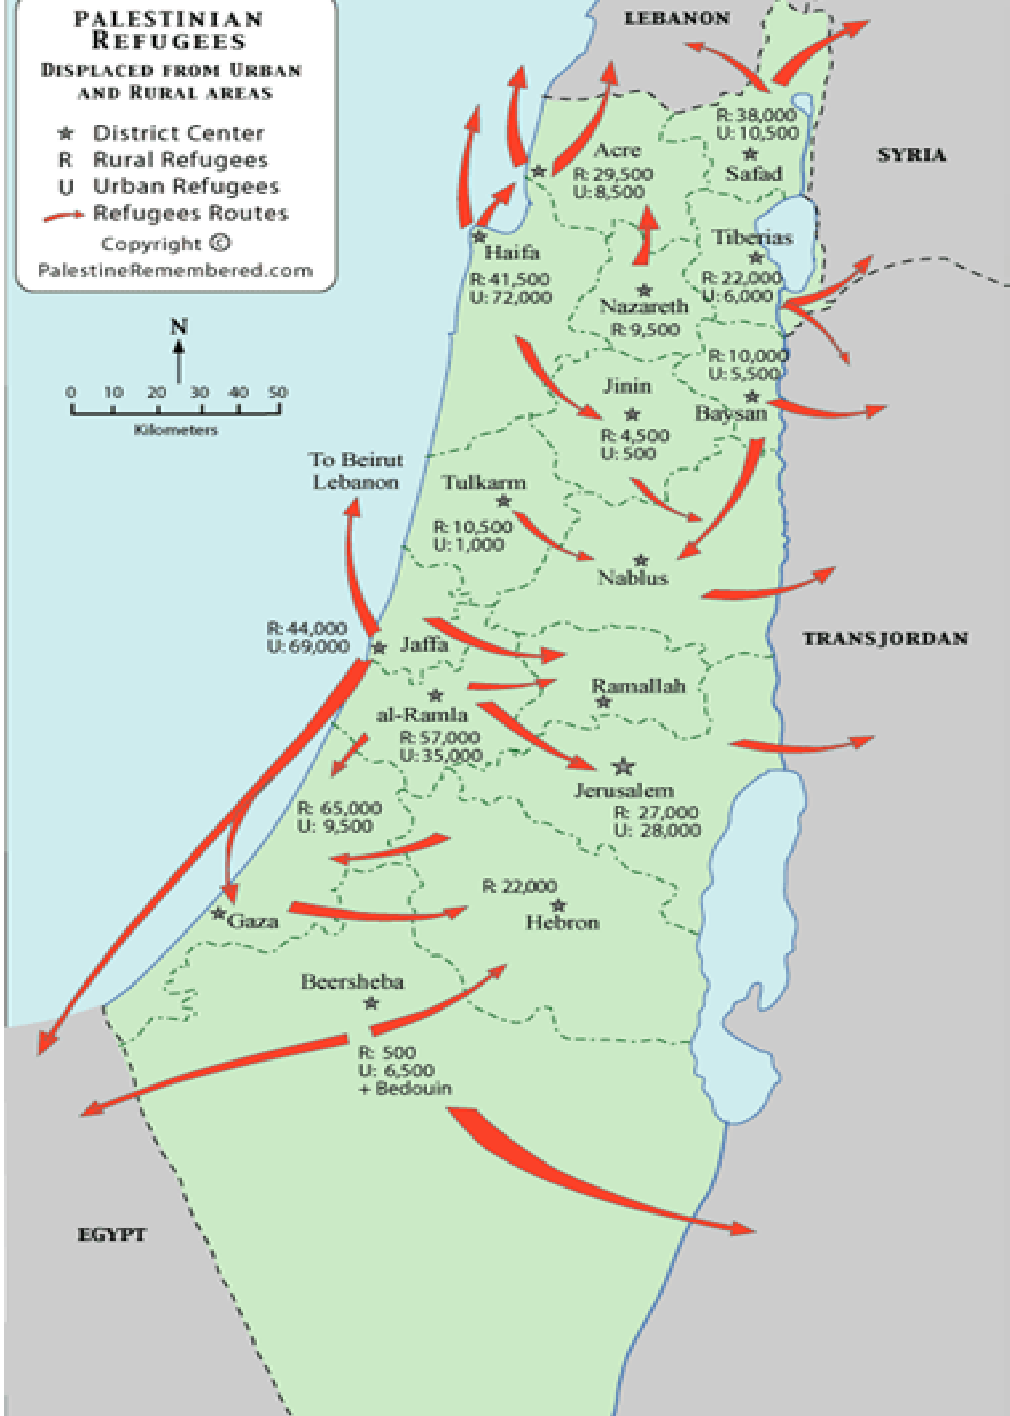 PALESTINIAN
REFUGEES
DISPLACED FROM URBAN
AND RURAL AREAS
District Center
R Rural Refugees
U Urban Refugees
Refugees Routes
Copyright ©
PalestineRemembered.com
N
0 10 20 30 40 50
Kilometers
LEBANON
SYRIA
R: 38,000
U: 10,500
Safad
Acre
R: 29,500
U: 8,500
Haifa
R: 41,500
U: 72,000
Tiberias
R: 22,000
U: 6,000
Nazareth
R: 9,500
R: 10,000
U: 5,500
Baysan
Jinin
R: 4,500
U: 500
To Beirut
Lebanon
Tulkarm
R: 10,500
U: 1,000
Nablus
TRANSJORDAN
R: 44,000
U: 69,000
Jaffa
Ramallah
al-Ramla
R: 57,000
U: 35,000
Jerusalem
R: 27,000
U: 28,000
R: 65,000
U: 9,500
Gaza
R: 22,000
Hebron
Beersheba
R: 500
U: 6,500
+ Bedouin
EGYPT